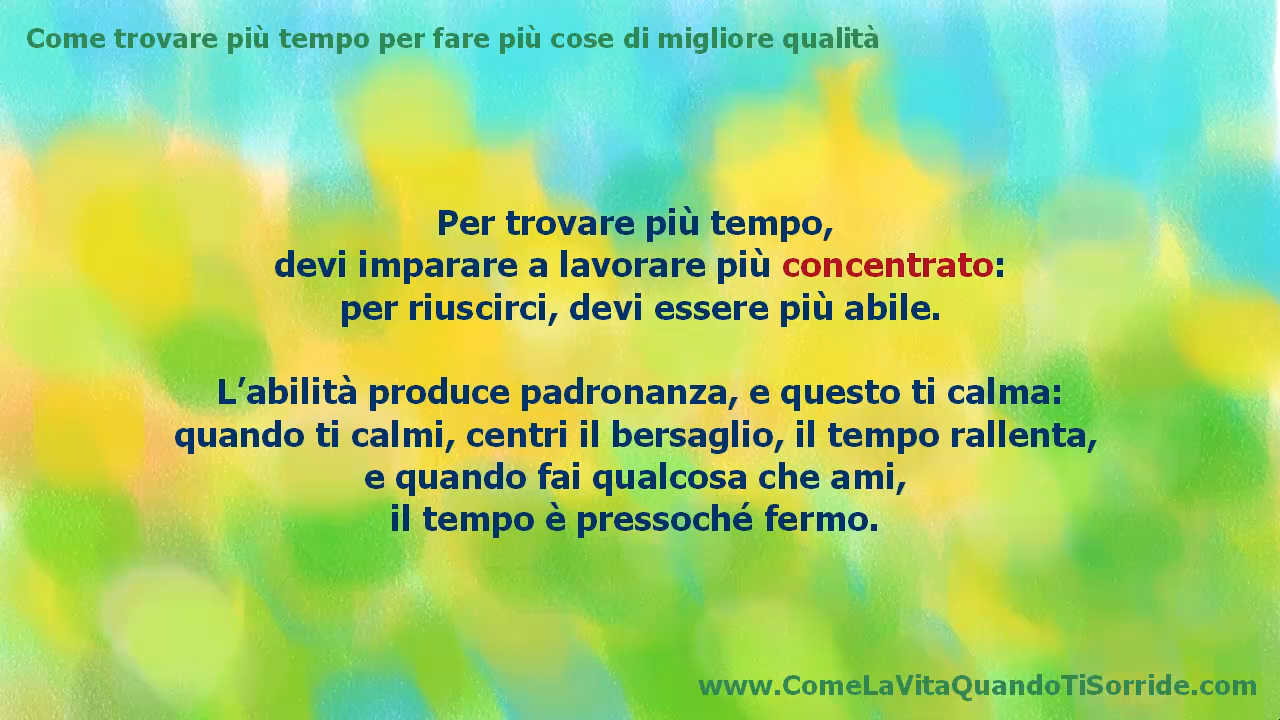 Come trovare più tempo per fare più cose di migliore qualità
Per trovare più tempo,
devi imparare a lavorare più concentrato:
per riuscirci, devi essere più abile.
L’abilità produce padronanza, e questo ti calma:
quando ti calmi, centri il bersaglio, il tempo rallenta,
e quando fai qualcosa che ami,
il tempo è pressoché fermo.
www.ComeLaVitaQuandoTiSorride.com